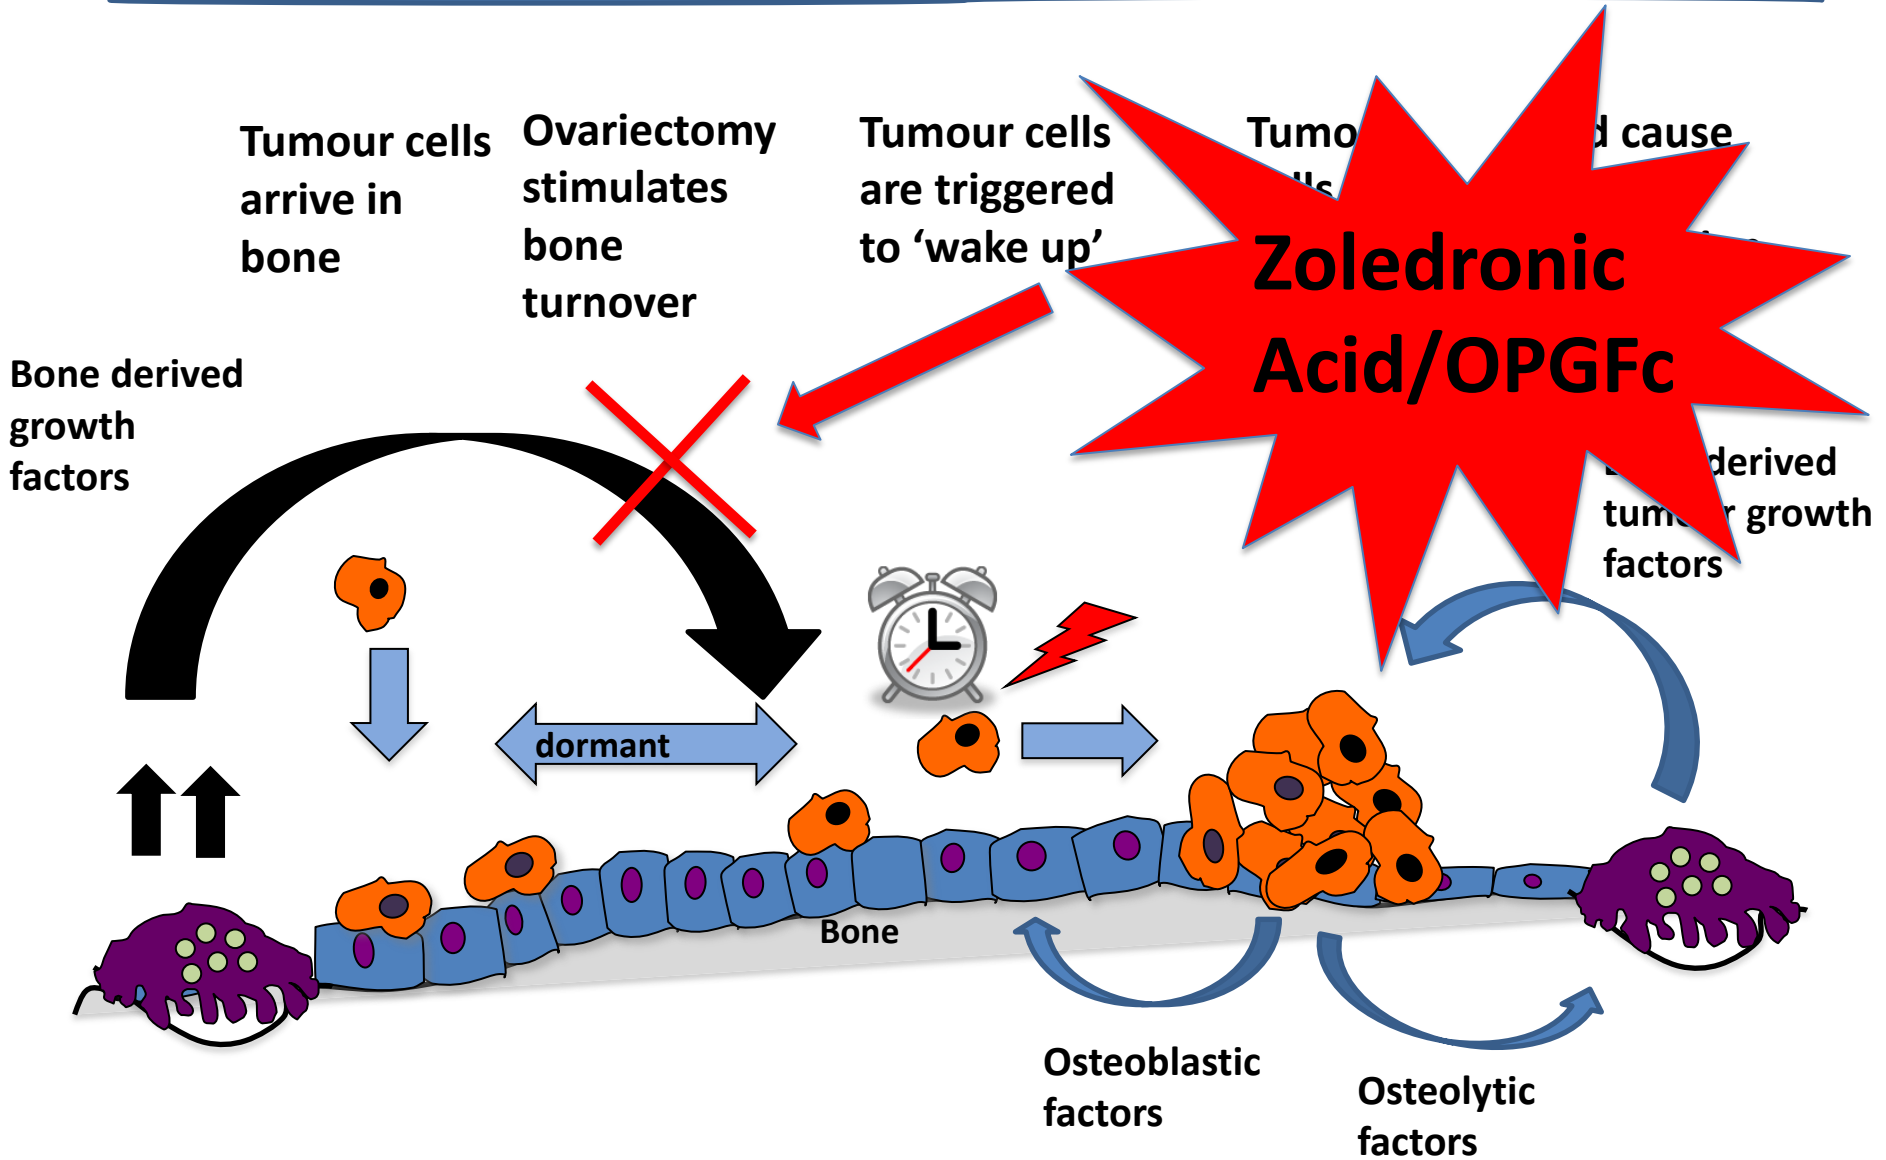 Tumour cells
arrive in
bone
Ovariectomy
stimulates
bone
turnover
Tumour cells
are triggered
to ‘wake up’
cause
Zoledronic
Acid/OPGFc
Bone derived
growth
factors
derived
growth
factors
dormant
Bone
Osteoblastic
factors
Osteolytic
factors